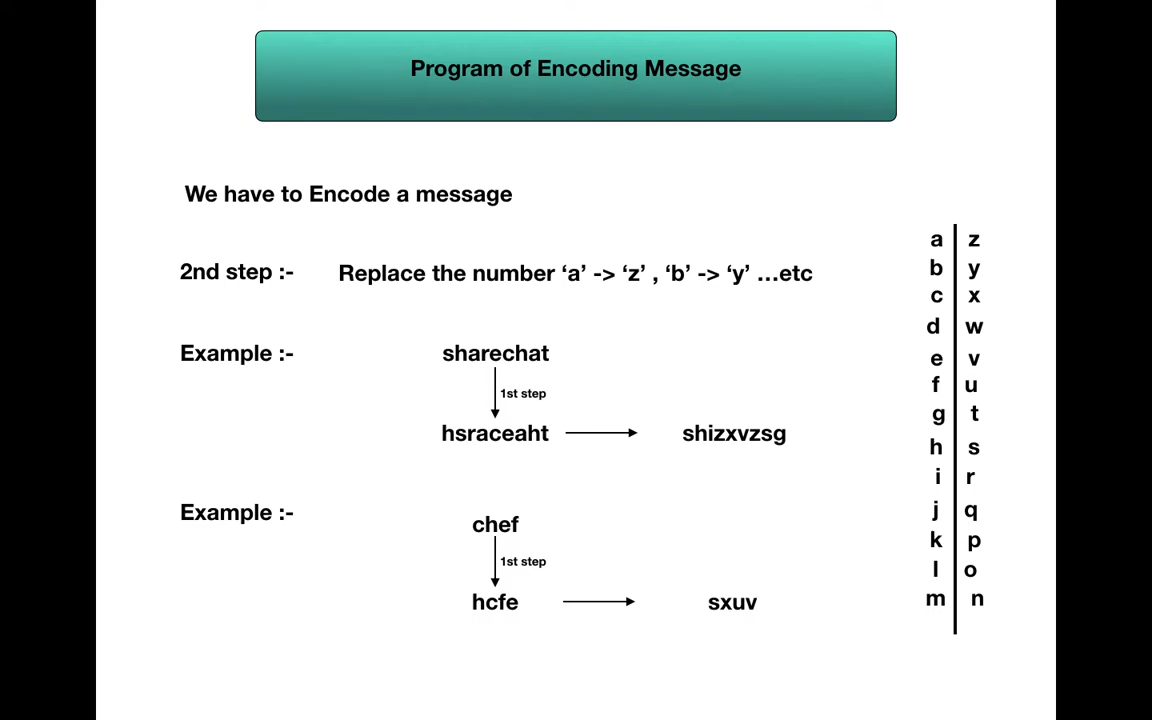 Program of Encoding Message
We have to Encode a message
2nd step :- Replace the number ‘a’ -> ‘z’ , ‘b’ -> ‘y’ ...etc
Example :- sharechat
1st step
hsraceaht shizxvzsg
Example :- chef
1st step
hcfe sxuv
a z
b y
c x
d w
e v
f u
g t
h s
i r
j q
k p
l o
m n